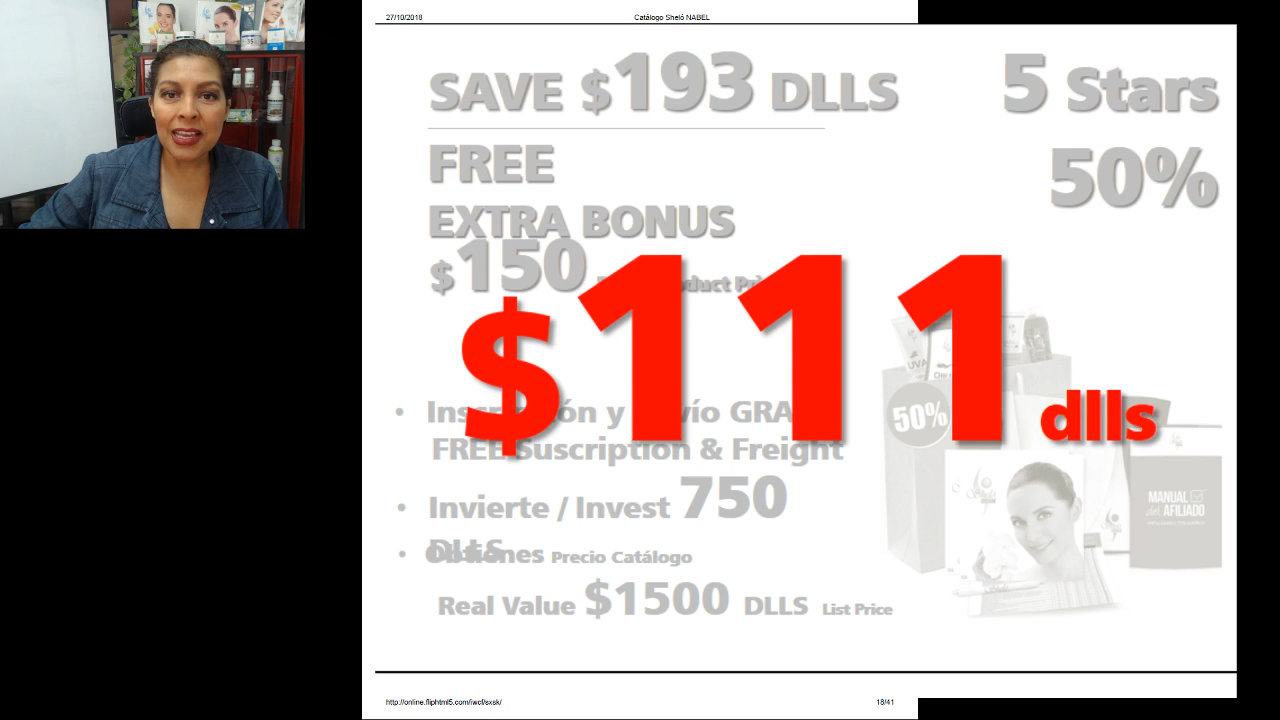 27/10/2018
Catálogo Sheló NABEL
SAVE $193 DLLS
5 Stars
FREE
50%
EXTRA BONUS
$150
$111 dlls
50%
FREE Suscription & Freight
• Invierte / Invest 750
DLLS
MANUAL
del AFILIADO
• Obtienes Precio Catálogo
Real Value $1500 DLLS List Price
http://online.fliphtml5.com/iwcf/sxsk/
18/41